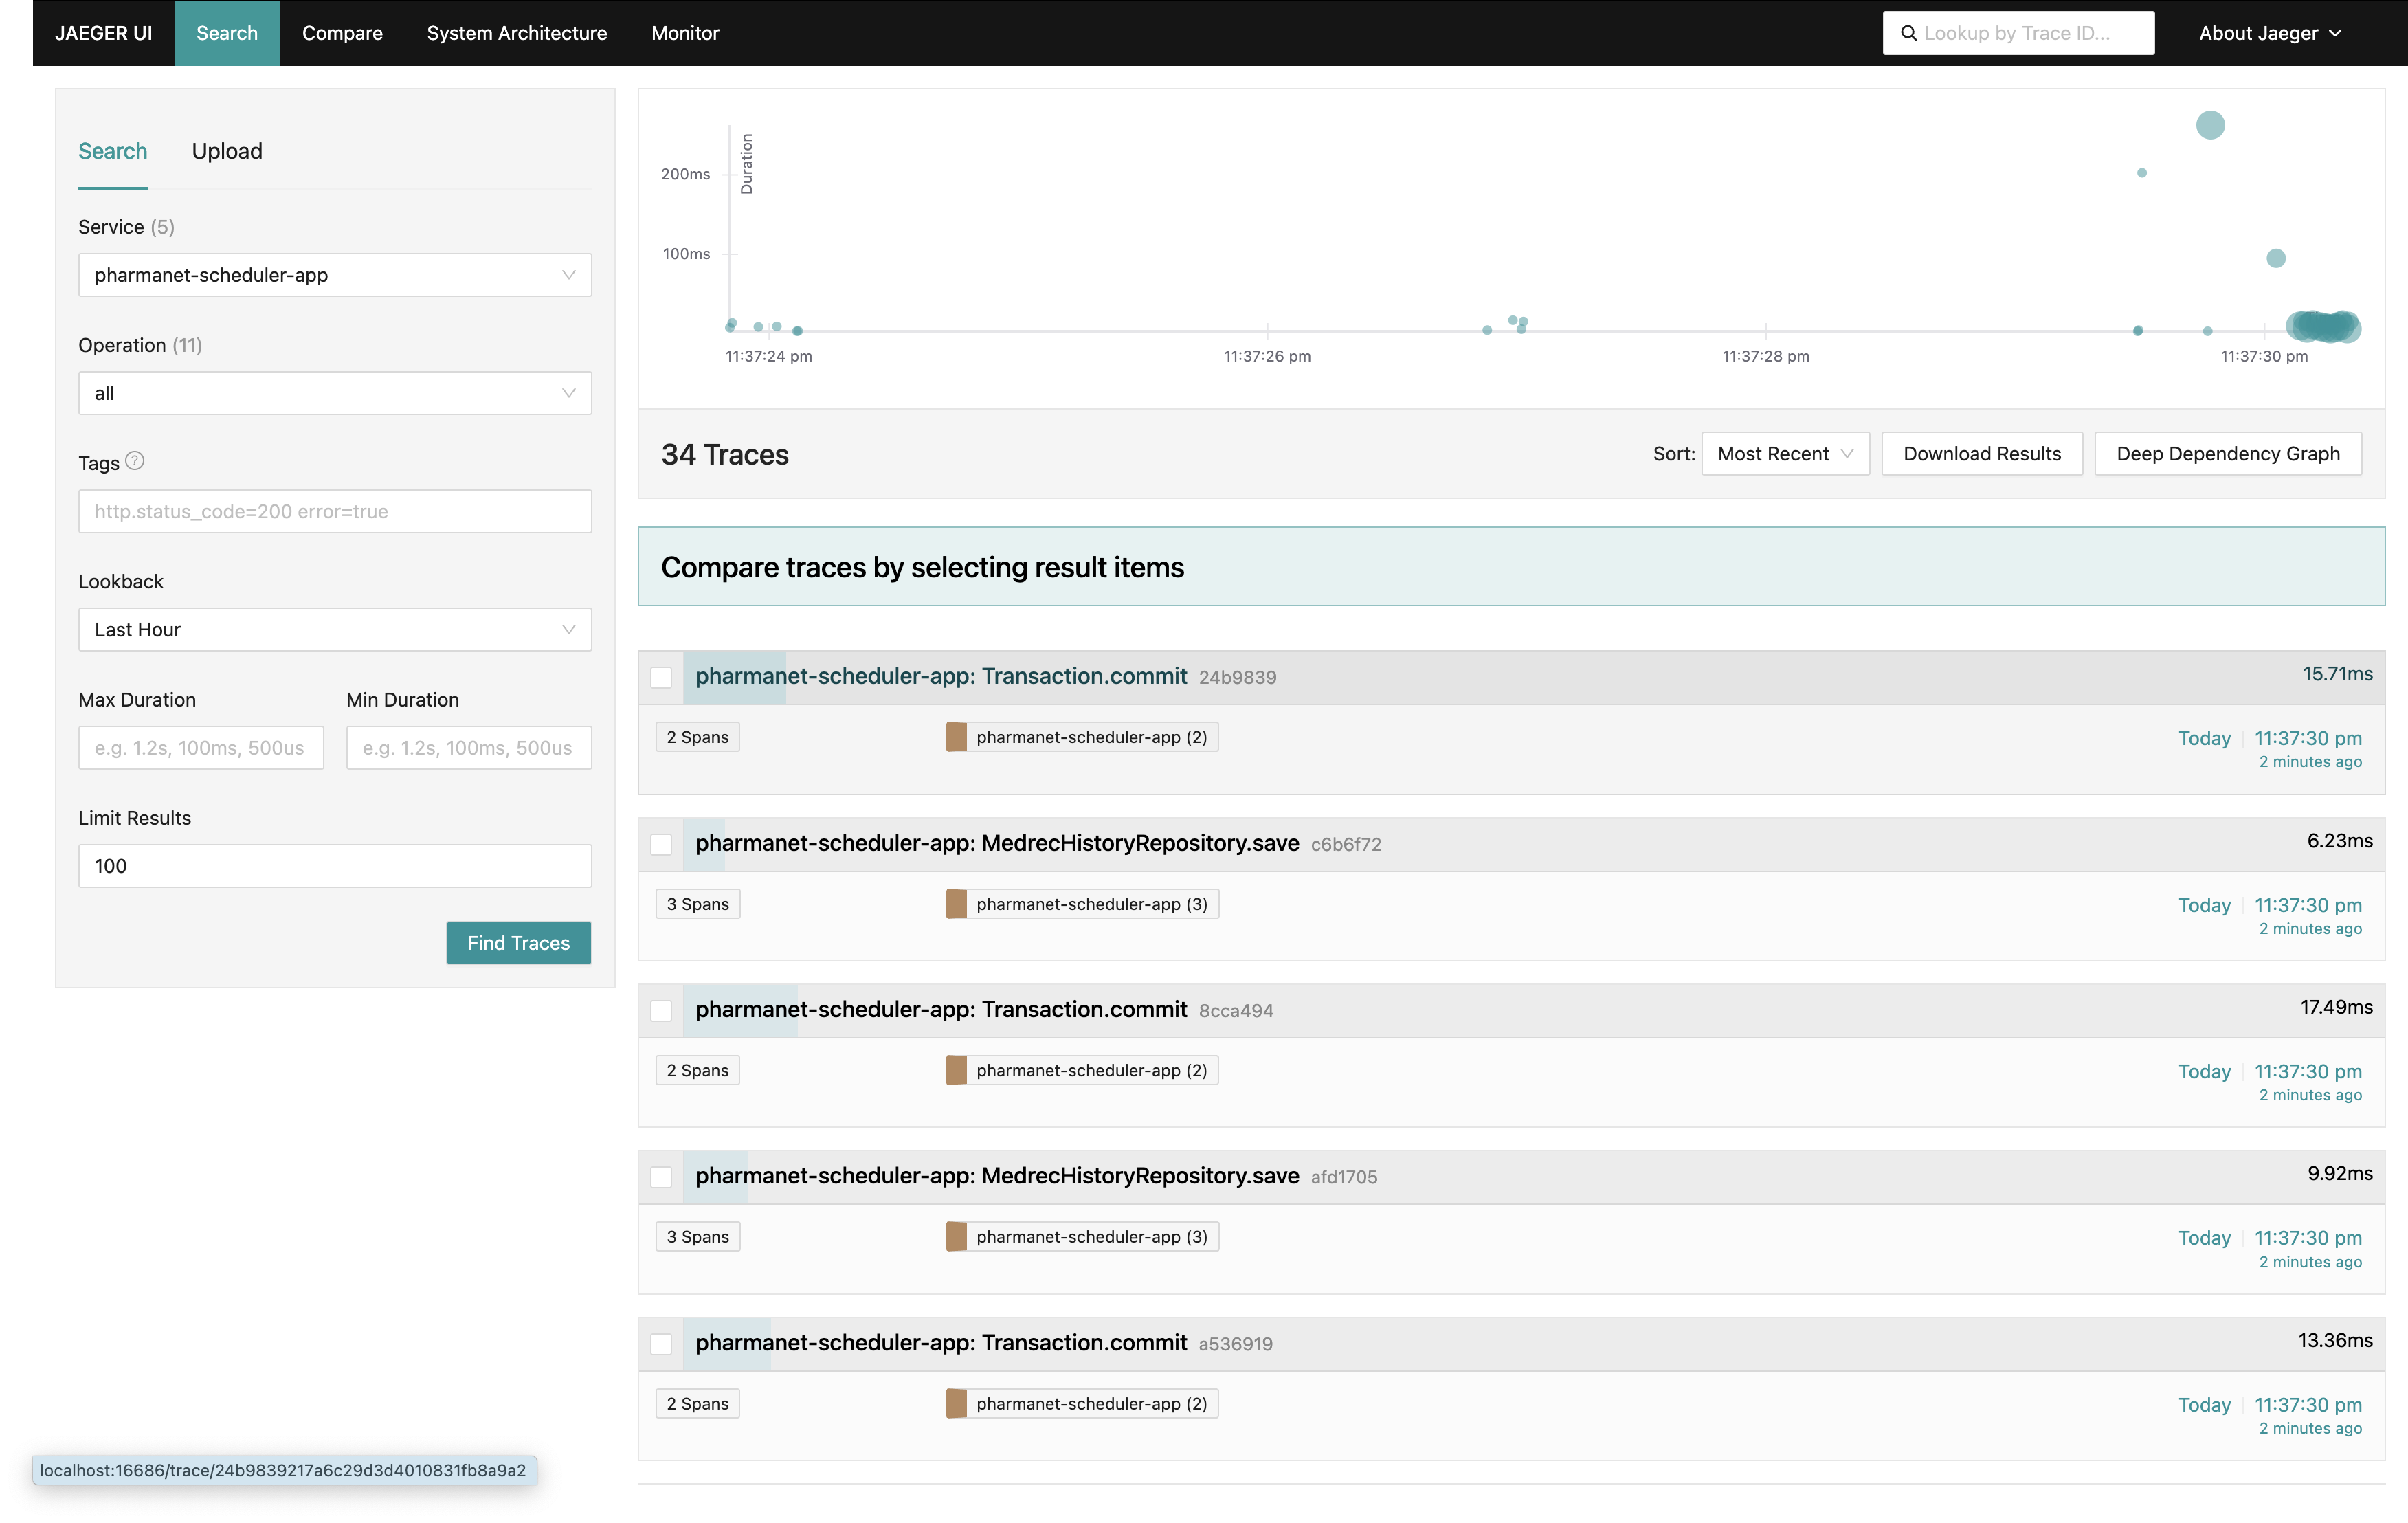 JAEGER UI Search Compare System Architecture Monitor Lookup by Trace ID... About Jaeger
Search Upload
Service (5)
pharmanet-scheduler-app
Operation (11)
all
Tags ?
http.status_code=200 error=true
Lookback
Last Hour
Max Duration Min Duration
e.g. 1.2s, 100ms, 500us e.g. 1.2s, 100ms, 500us
Limit Results
100
Find Traces
Duration
200ms
100ms
11:37:24 pm 11:37:26 pm 11:37:28 pm 11:37:30 pm
34 Traces Sort: Most Recent Download Results Deep Dependency Graph
Compare traces by selecting result items
pharmanet-scheduler-app: Transaction.commit 24b9839 15.71ms
2 Spans pharmanet-scheduler-app (2) Today 11:37:30 pm
2 minutes ago
pharmanet-scheduler-app: MedrecHistoryRepository.save c6b6f72 6.23ms
3 Spans pharmanet-scheduler-app (3) Today 11:37:30 pm
2 minutes ago
pharmanet-scheduler-app: Transaction.commit 8cca494 17.49ms
2 Spans pharmanet-scheduler-app (2) Today 11:37:30 pm
2 minutes ago
pharmanet-scheduler-app: MedrecHistoryRepository.save afd1705 9.92ms
3 Spans pharmanet-scheduler-app (3) Today 11:37:30 pm
2 minutes ago
pharmanet-scheduler-app: Transaction.commit a536919 13.36ms
2 Spans pharmanet-scheduler-app (2) Today 11:37:30 pm
2 minutes ago
localhost:16686/trace/24b9839217a6c29d3d4010831fb8a9a2